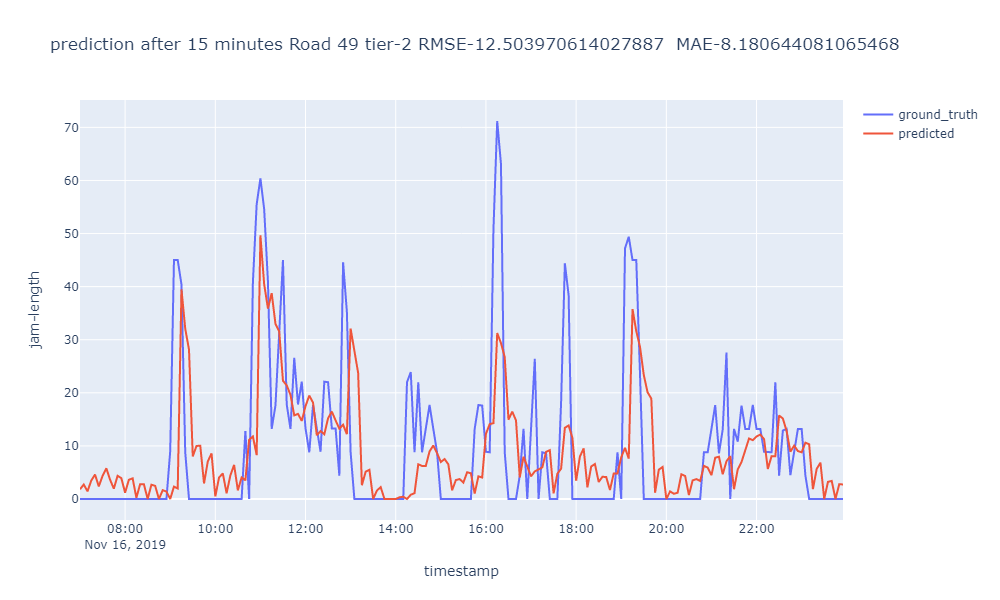 prediction after 15 minutes Road 49 tier-2 RMSE-12.503970614027887  MAE-8.180644081065468
ground_truth
predicted
70
60
50
40
30
20
10
0
jam-length
08:00 10:00 12:00 14:00 16:00 18:00 20:00 22:00
Nov 16, 2019
timestamp